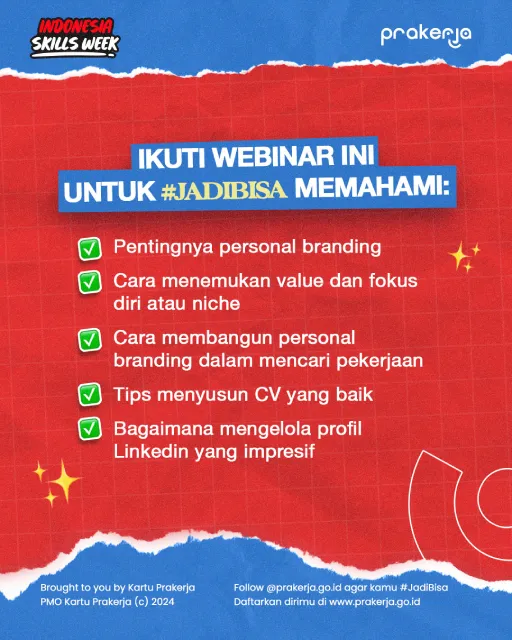 INDONESIA
SKILLS WEEK
prakerja
IKUTI WEBINAR INI
UNTUK #JADIBISA MEMAHAMI:
Pentingnya personal branding
Cara menemukan value dan fokus
diri atau niche
Cara membangun personal
branding dalam mencari pekerjaan
Tips menyusun CV yang baik
Bagaimana mengelola profil
Linkedin yang impresif
Brought to you by Kartu Prakerja
PMO Kartu Prakerja (c) 2024
Follow @prakerja.go.id agar kamu #JadiBisa
Daftarkan dirimu di www.prakerja.go.id